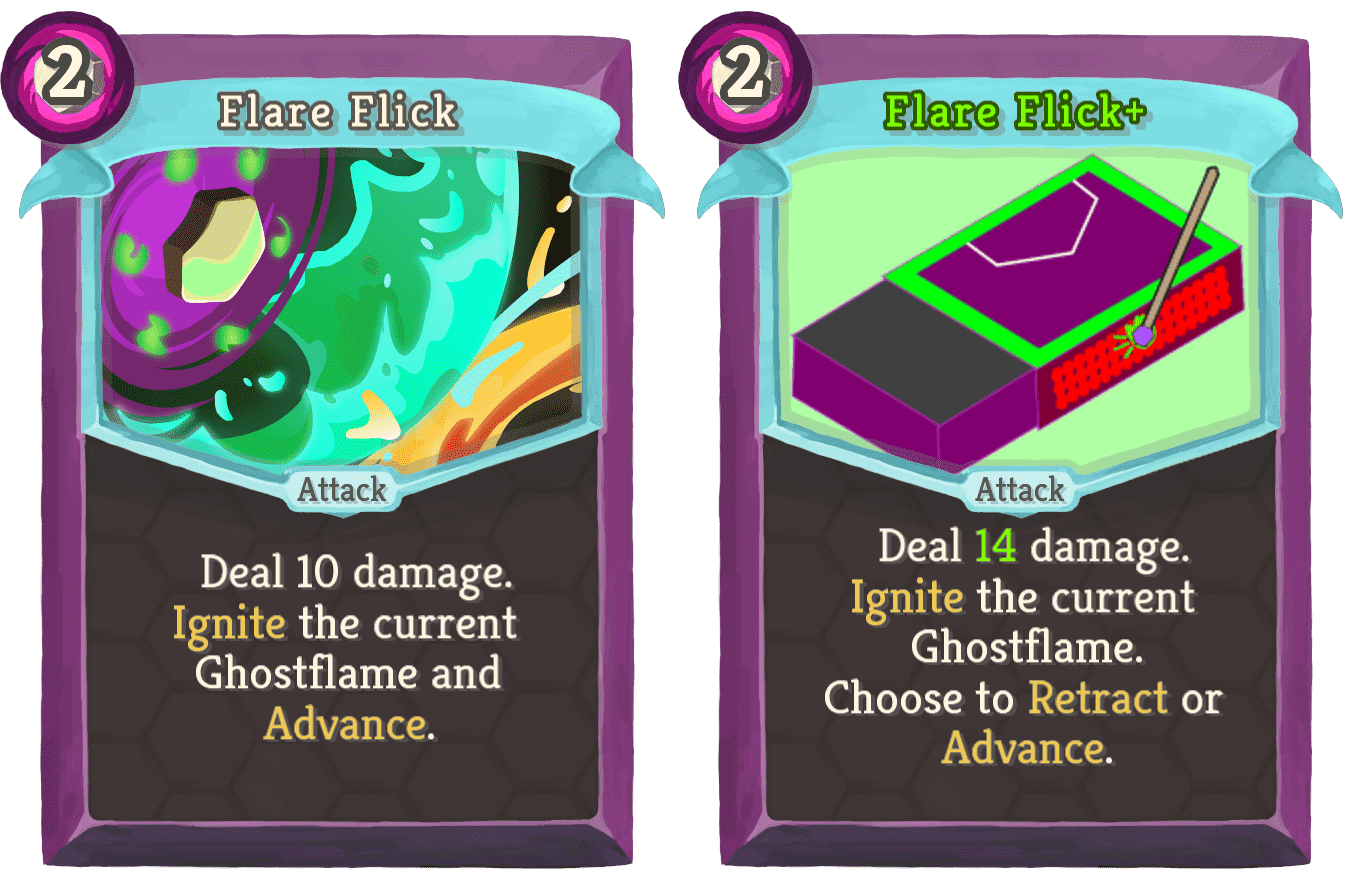 2
Flare Flick
Attack
Deal 10 damage.
Ignite the current
Ghostflame and
Advance.
2
Flare Flick+
Attack
Deal 14 damage.
Ignite the current
Ghostflame.
Choose to Retract or
Advance.